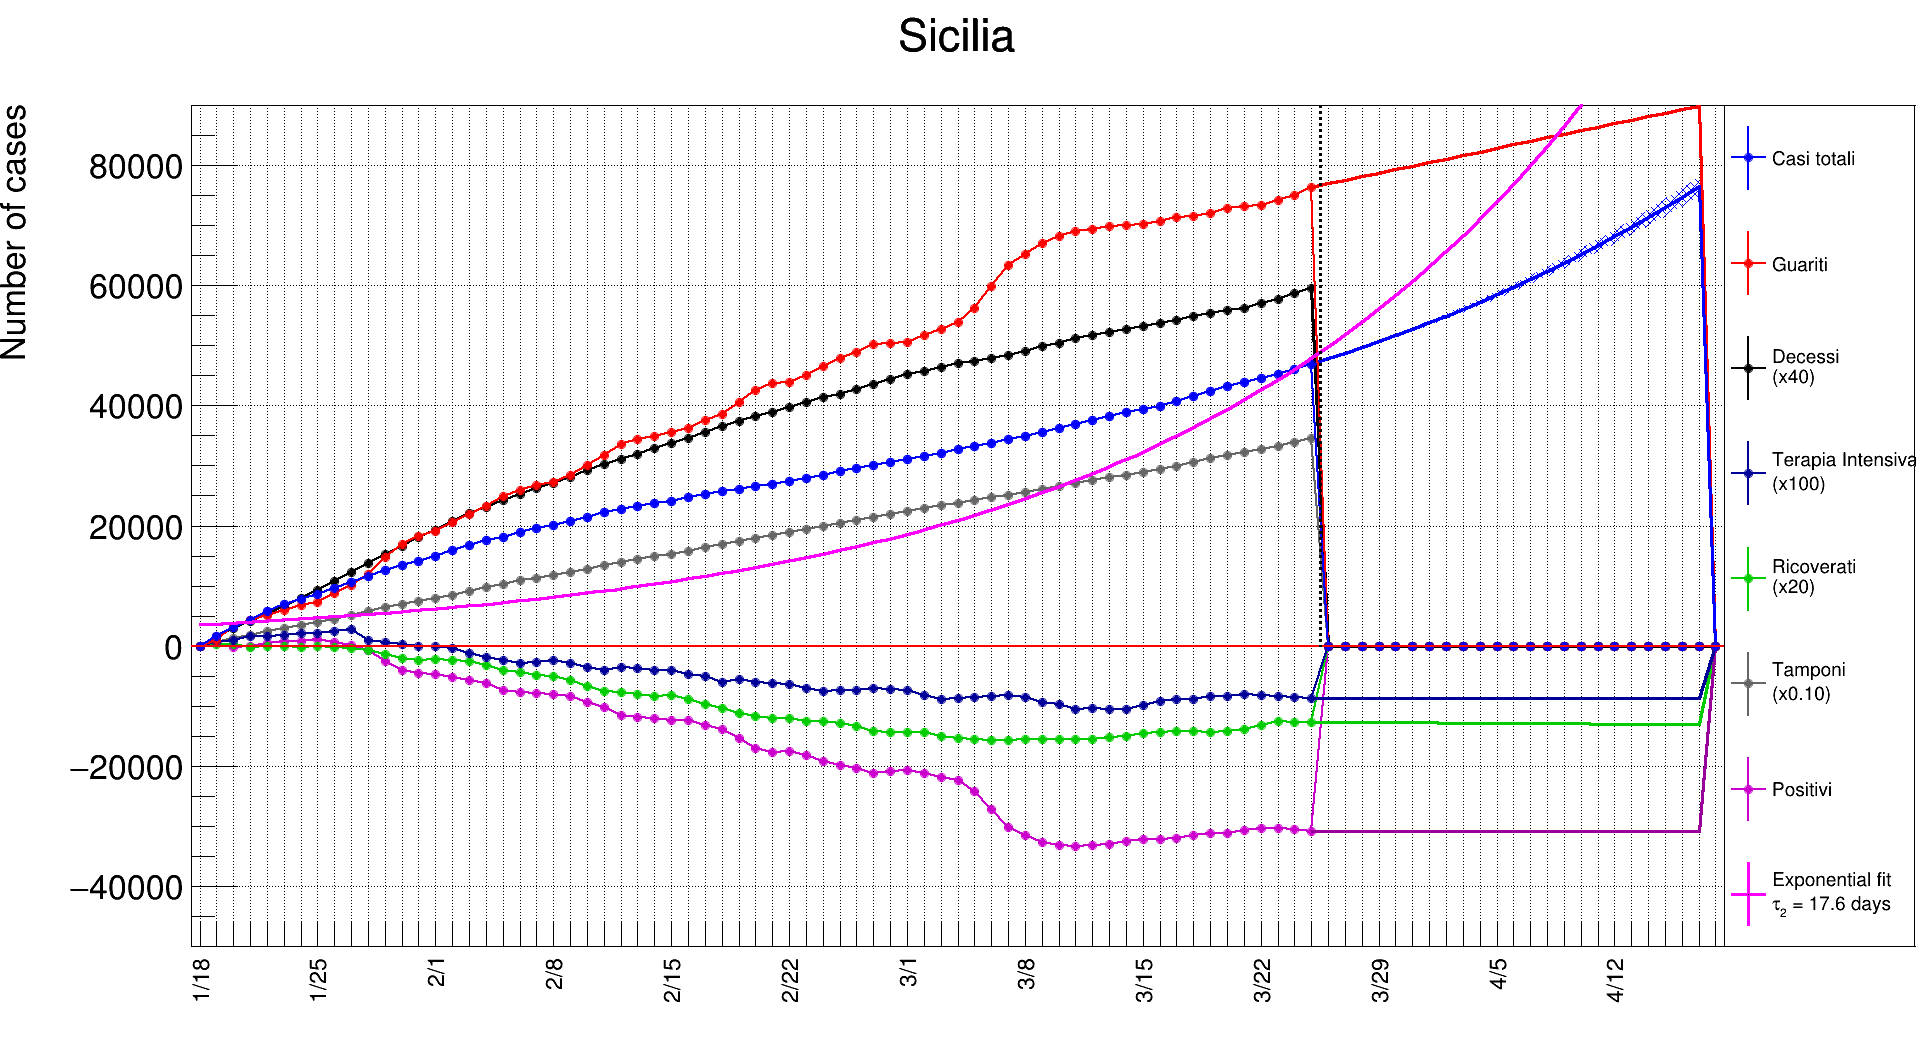 Sicilia
Number of cases
80000
60000
40000
20000
0
−20000
−40000
1/18
1/25
2/1
2/8
2/15
2/22
3/1
3/8
3/15
3/22
3/29
4/5
4/12
Casi totali
Guariti
Decessi
(x40)
Terapia Intensiva
(x100)
Ricoverati
(x20)
Tamponi
(x0.10)
Positivi
Exponential fit
τ2 = 17.6 days